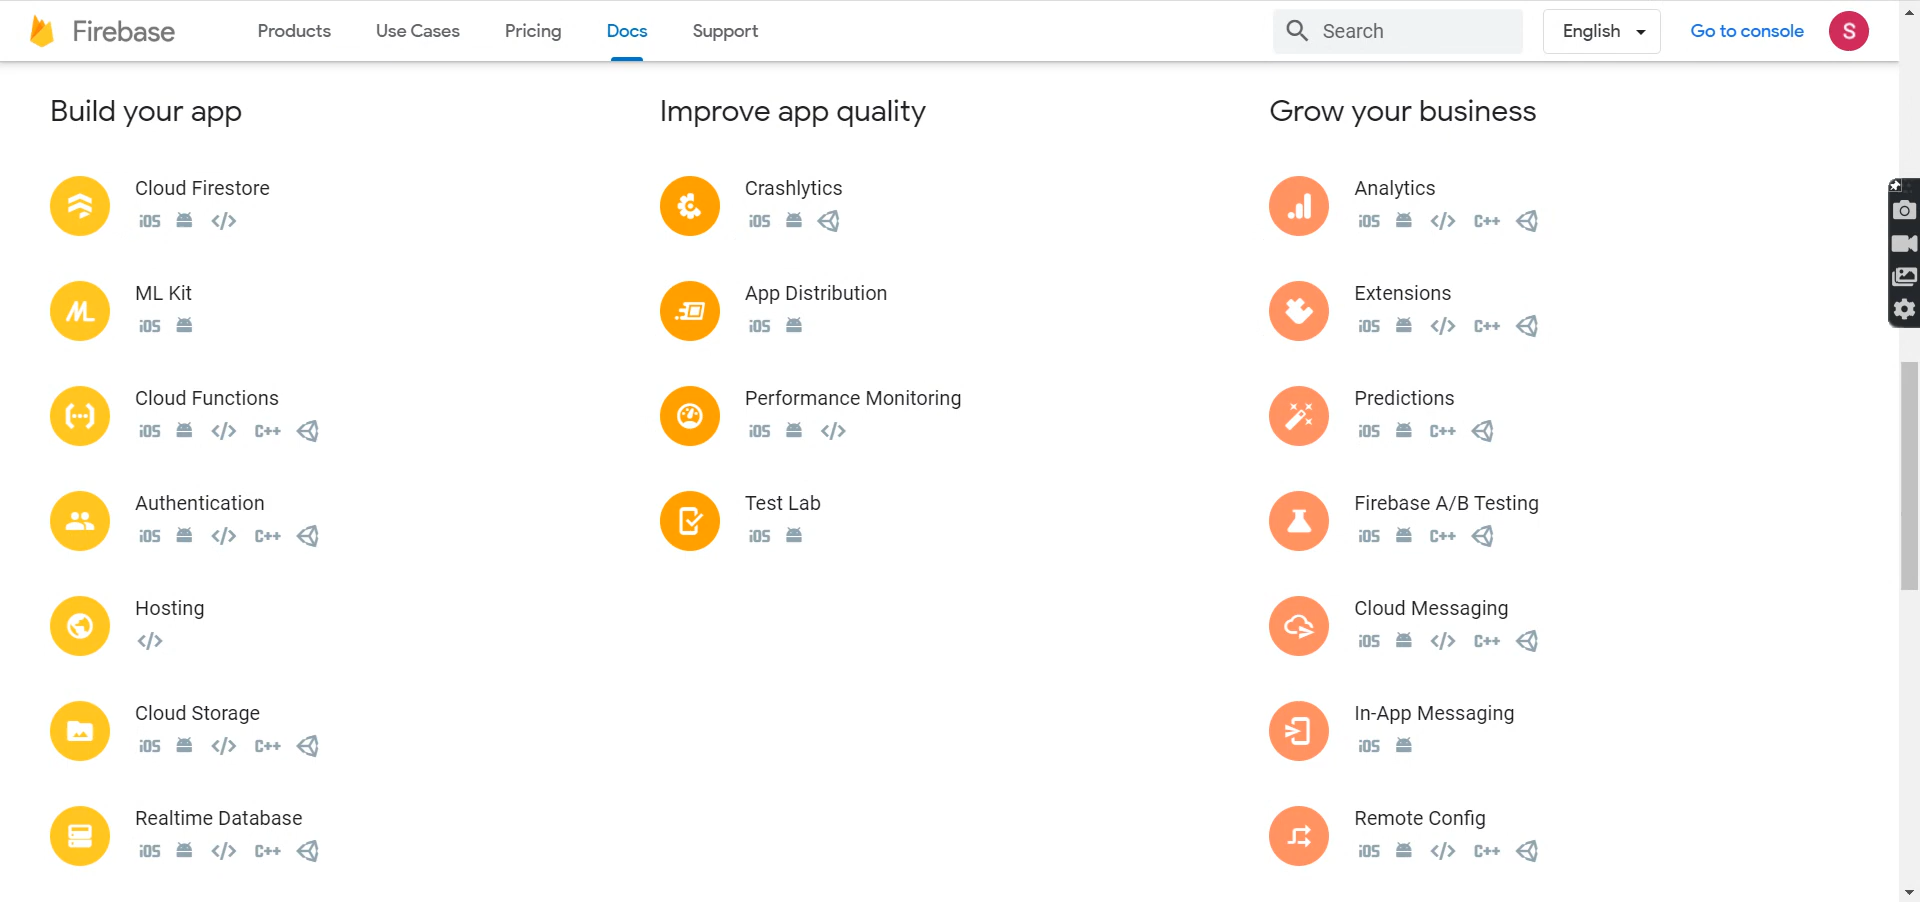 Firebase Products Use Cases Pricing Docs Support Search English Go to console S
Build your app
Cloud Firestore
iOS </>
ML Kit
iOS
Cloud Functions
iOS </> C++
Authentication
iOS </> C++
Hosting
</>
Cloud Storage
iOS </> C++
Realtime Database
iOS </> C++
Improve app quality
Crashlytics
iOS
App Distribution
iOS
Performance Monitoring
iOS </>
Test Lab
iOS
Grow your business
Analytics
iOS </> C++
Extensions
iOS </> C++
Predictions
iOS C++
Firebase A/B Testing
iOS C++
Cloud Messaging
iOS </> C++
In-App Messaging
iOS
Remote Config
iOS </> C++